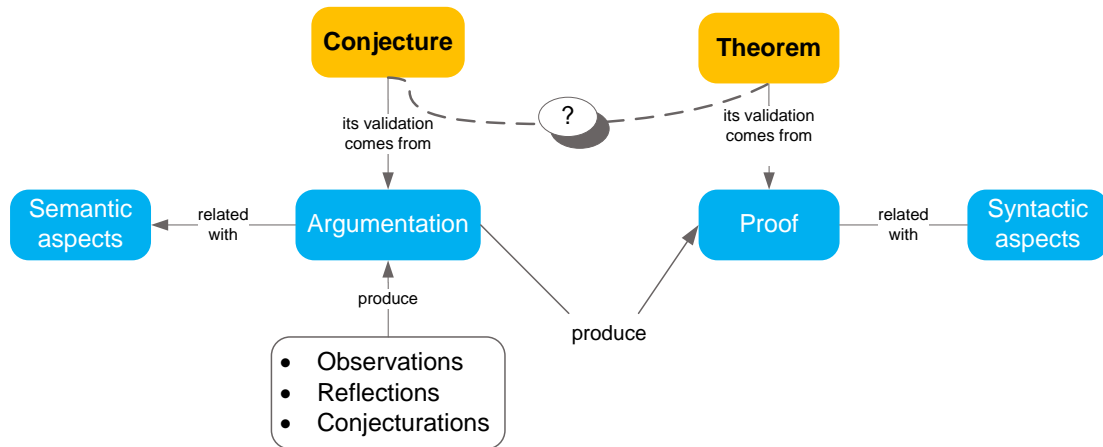 Conjecture
Theorem
?
its validation
comes from
its validation
comes from
Semantic
aspects
related
with
Argumentation
Proof
related
with
Syntactic
aspects
produce
produce
• Observations
• Reflections
• Conjecturations